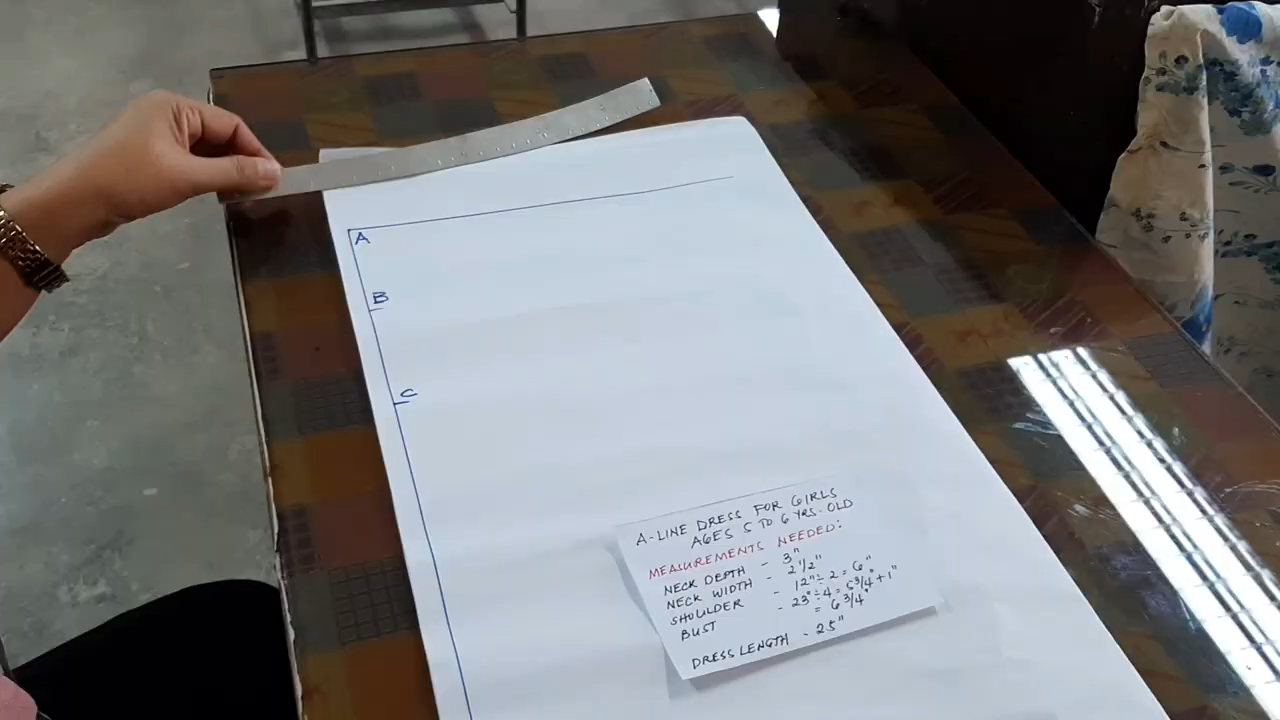 A
B
C
A-LINE DRESS FOR GIRLS
AGES 5 TO 6 YRS. OLD
MEASUREMENTS NEEDED:
NECK DEPTH - 3"
NECK WIDTH - 2 1/2"
SHOULDER - 12" ÷ 2 = 6"
BUST - 23" ÷ 4 = 5 3/4" + 1"
= 6 3/4"
DRESS LENGTH - 25"